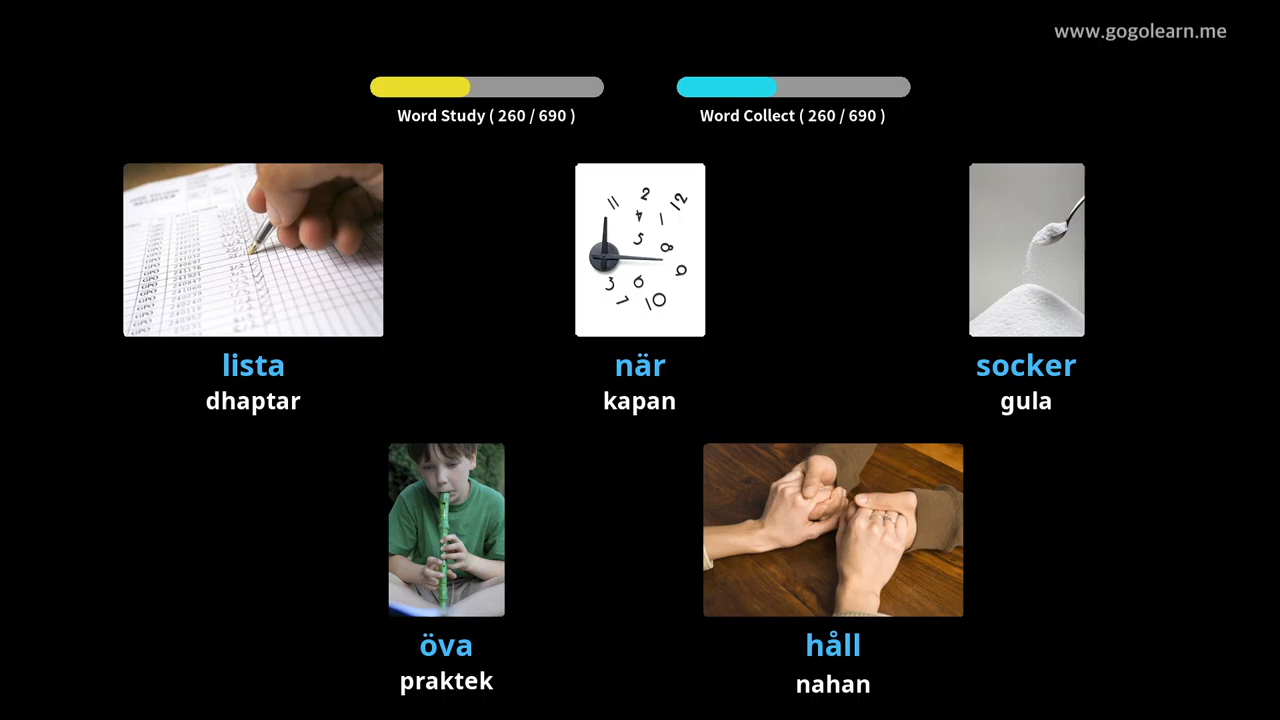 www.gogolearn.me
Word Study ( 260 / 690 )
Word Collect ( 260 / 690 )
lista
dhaptar
när
kapan
socker
gula
öva
praktek
håll
nahan